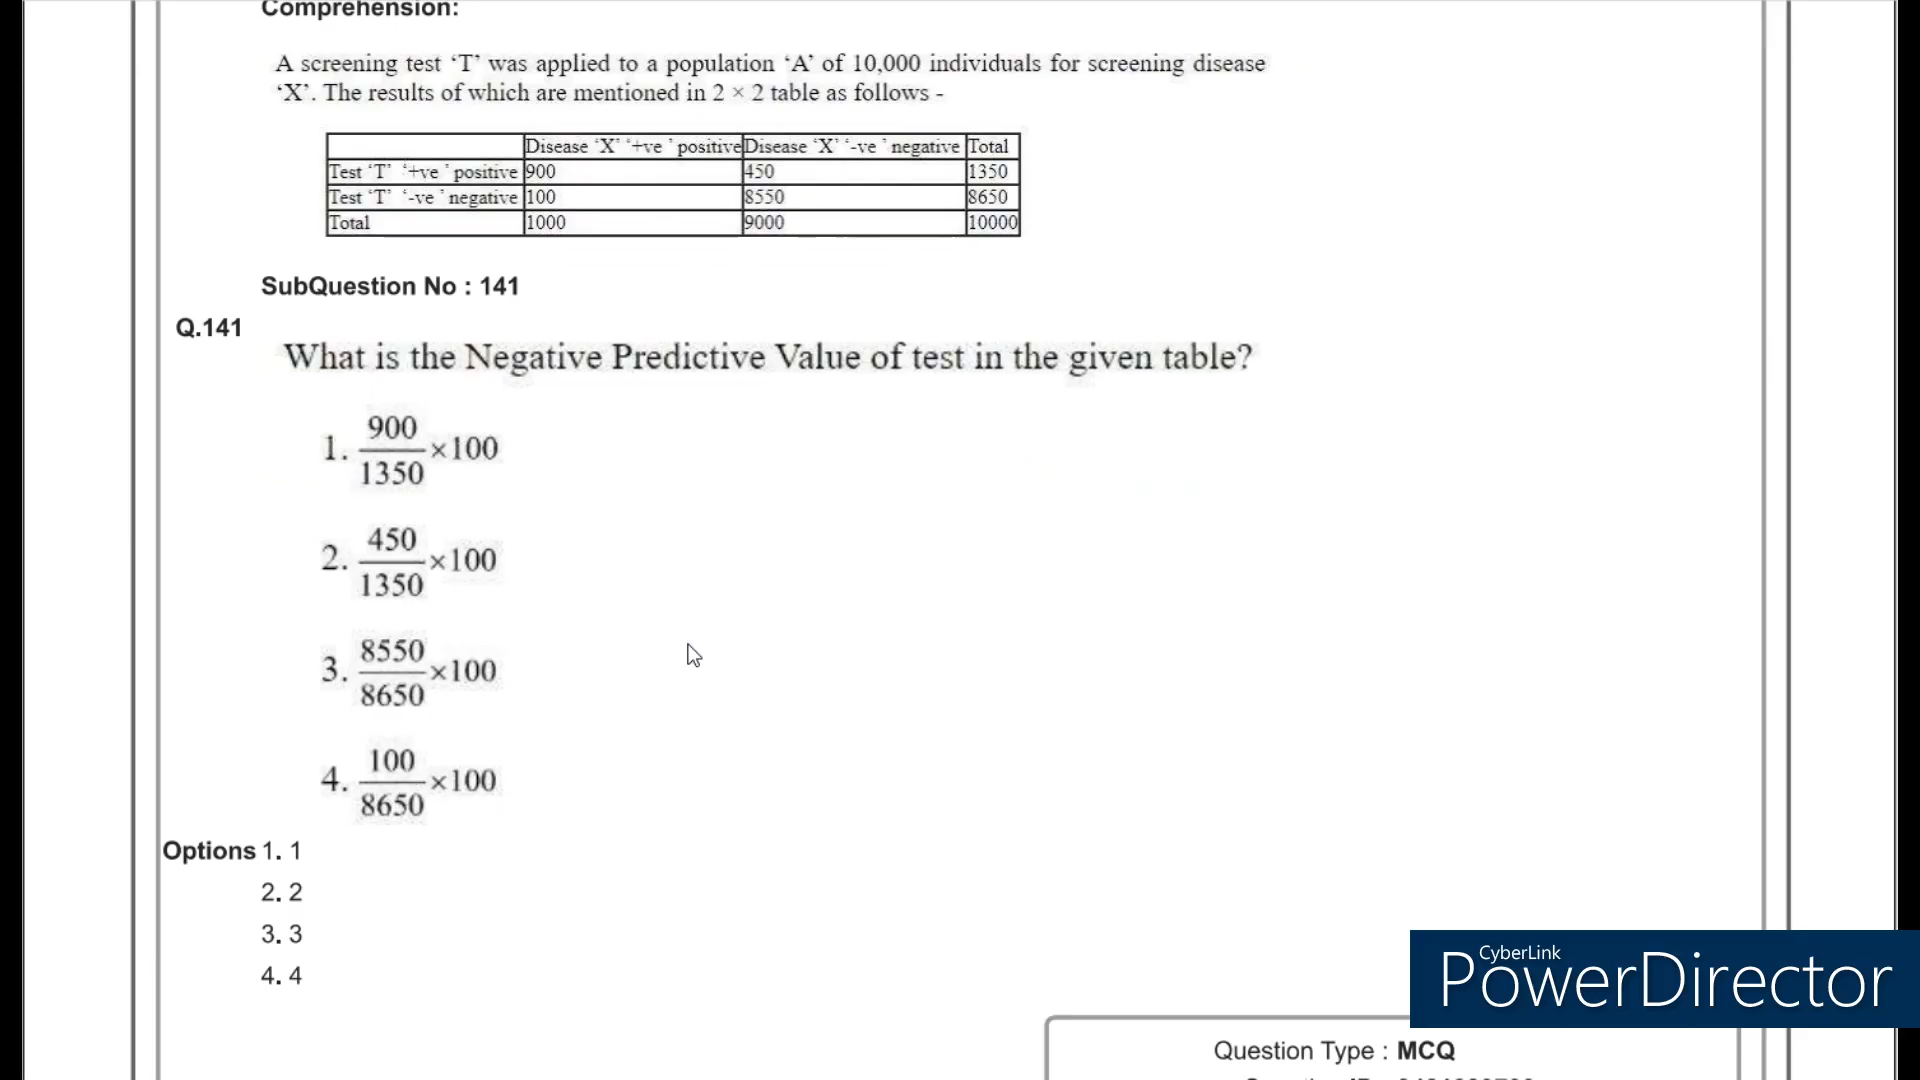 Comprehension:
A screening test ‘T’ was applied to a population ‘A’ of 10,000 individuals for screening disease
‘X’. The results of which are mentioned in 2 × 2 table as follows -
Disease ‘X’ ‘+ve ’ positive Disease ‘X’ ‘-ve ’ negative Total
Test ‘T’ ‘+ve ’ positive 900 450 1350
Test ‘T’ ‘-ve ’ negative 100 8550 8650
Total 1000 9000 10000
SubQuestion No : 141
Q.141
What is the Negative Predictive Value of test in the given table?
1. 900/1350 ×100
2. 450/1350 ×100
3. 8550/8650 ×100
4. 100/8650 ×100
Options 1. 1
2. 2
3. 3
4. 4
CyberLink
PowerDirector
Question Type : MCQ